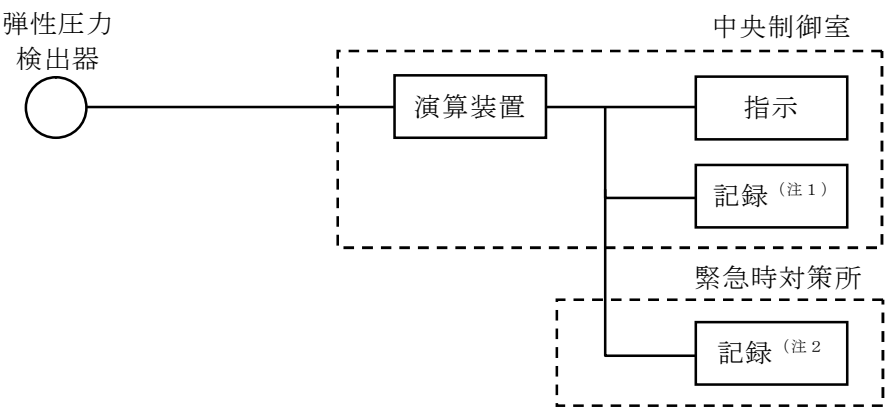 弾性圧力
検出器
中央制御室
演算装置
指示
記録（注１）
緊急時対策所
記録（注２